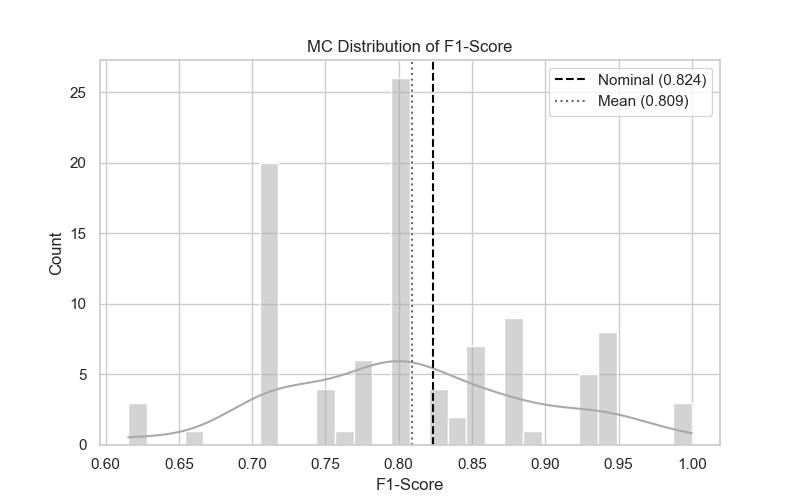 MC Distribution of F1-Score
Nominal (0.824)
Mean (0.809)
Count
25
20
15
10
5
0
0.60 0.65 0.70 0.75 0.80 0.85 0.90 0.95 1.00
F1-Score